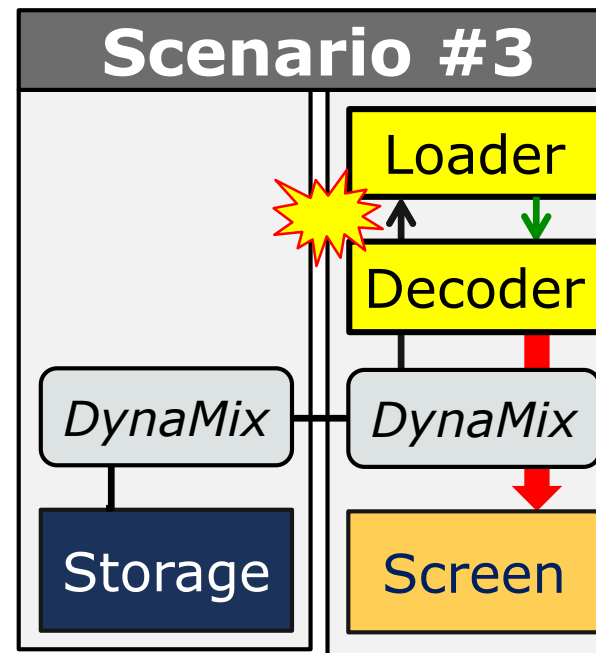 Scenario #3
Loader
Decoder
DynaMix DynaMix
Storage Screen